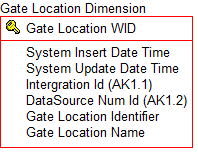 Gate Location Dimension
Gate Location WID
System Insert Date Time
System Update Date Time
Intergration Id (AK1.1)
DataSource Num Id (AK1.2)
Gate Location Identifier
Gate Location Name